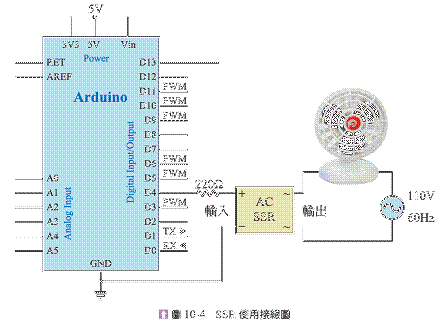 5V
3V3 5V Vin
Power
RET
AREF
Arduino
Analog Input
Digital Input/Output
A0
A1
A2
A3
A4
A5
D13
D12
D11 PWM
D10 PWM
D9 PWM
D8
D7
D6 PWM
D5 PWM
D4
D3 PWM
D2
D1 TX
D0 RX
GND
220Ω
輸入
+ ~
AC
SSR
− ~
輸出
110V
60Hz
圖 10-4 SSR 使用接線圖